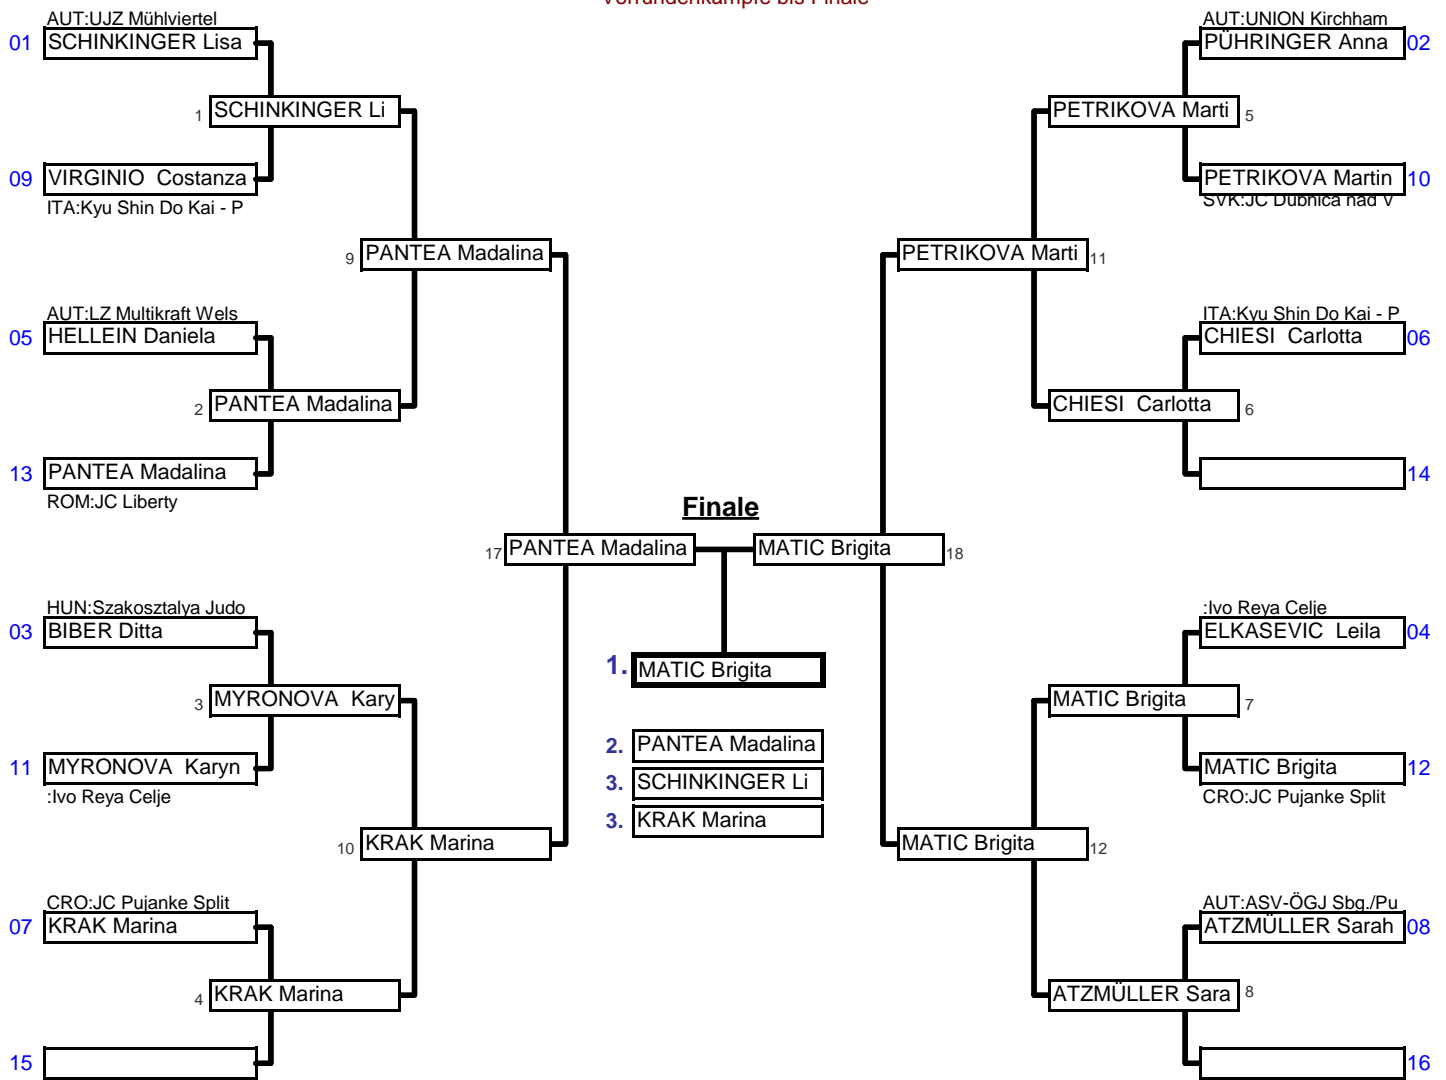 Vorrundenkämpfe bis Finale
AUT:UJZ Mühlviertel
01 SCHINKINGER Lisa
1 SCHINKINGER Li
09 VIRGINIO Costanza
ITA:Kyu Shin Do Kai - P
9 PANTEA Madalina
AUT:LZ Multikraft Wels
05 HELLEIN Daniela
2 PANTEA Madalina
13 PANTEA Madalina
ROM:JC Liberty
17 PANTEA Madalina
HUN:Szakosztalya Judo
03 BIBER Ditta
3 MYRONOVA Kary
11 MYRONOVA Karyn
:Ivo Reya Celje
10 KRAK Marina
CRO:JC Pujanke Split
07 KRAK Marina
4 KRAK Marina
15
Finale
1. MATIC Brigita
2. PANTEA Madalina
3. SCHINKINGER Li
3. KRAK Marina
AUT:UNION Kirchham
PÜHRINGER Anna 02
PETRIKOVA Marti 5
PETRIKOVA Martin 10
SVK:JC Dubnica nad V
PETRIKOVA Marti 11
ITA:Kyu Shin Do Kai - P
CHIESI Carlotta 06
CHIESI Carlotta 6
14
MATIC Brigita 18
:Ivo Reya Celje
ELKASEVIC Leila 04
MATIC Brigita 7
MATIC Brigita 12
CRO:JC Pujanke Split
MATIC Brigita 12
AUT:ASV-ÖGJ Sbg./Pu
ATZMÜLLER Sarah 08
ATZMÜLLER Sara 8
16